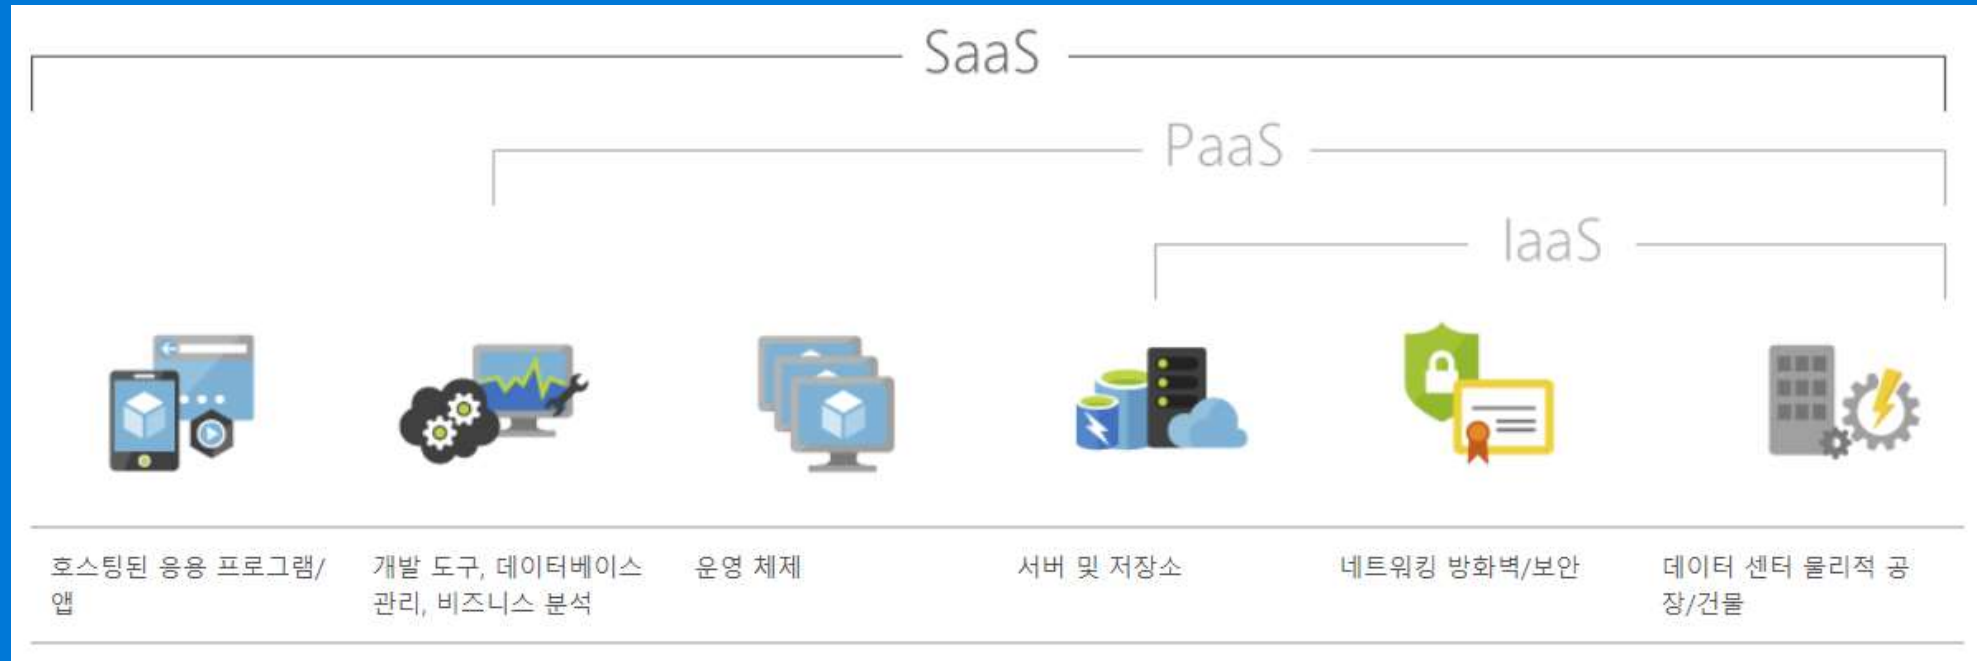 SaaS
PaaS
IaaS
호스팅된 응용 프로그램/
앱
개발 도구, 데이터베이스
관리, 비즈니스 분석
운영 체제
서버 및 저장소
네트워킹 방화벽/보안
데이터 센터 물리적 공
장/건물